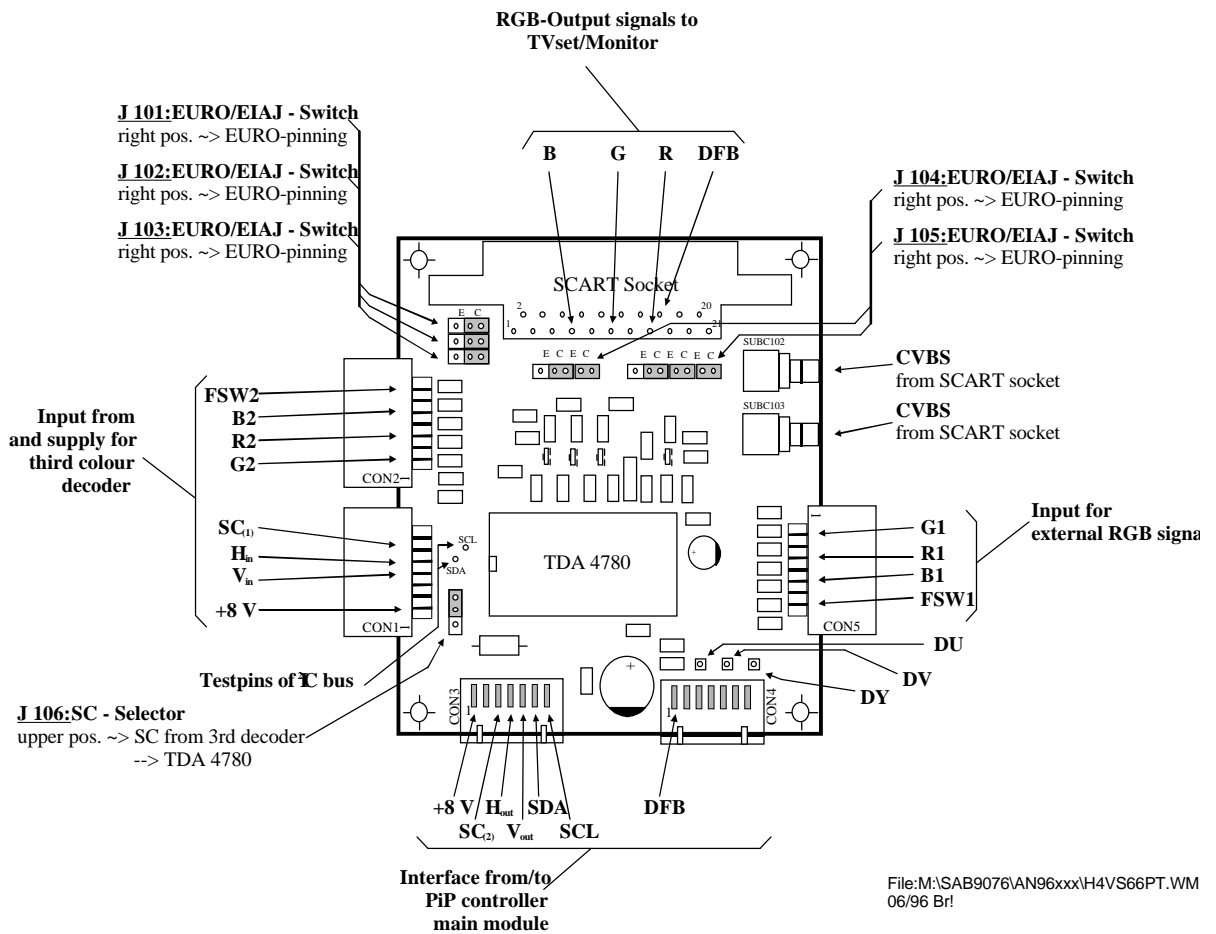 RGB-Output signals to
TVset/Monitor
J 101:EURO/EIAJ - Switch
right pos. ~> EURO-pinning
J 102:EURO/EIAJ - Switch
right pos. ~> EURO-pinning
J 103:EURO/EIAJ - Switch
right pos. ~> EURO-pinning
B G R DFB
J 104:EURO/EIAJ - Switch
right pos. ~> EURO-pinning
J 105:EURO/EIAJ - Switch
right pos. ~> EURO-pinning
SCART Socket
2 20
1 21
E C
E C E C
E C E C E C
SUBC102
CVBS
from SCART socket
SUBC103
CVBS
from SCART socket
Input from
and supply for
third colour
decoder
FSW2
B2
R2
G2
CON2 1
SC(1)
Hin
Vin
+8 V
CON1 1
SCL
SDA
TDA 4780
+
1
G1
R1
B1
FSW1
CON5
Input for
external RGB signa
DU
DV
DY
Testpins of I²C bus
J 106:SC - Selector
upper pos. ~> SC from 3rd decoder
--> TDA 4780
+
CON3
1
CON4
1
+8 V Hout SDA
SC(2) Vout SCL
DFB
Interface from/to
PiP controller
main module
File:M:\SAB9076\AN96xxx\H4VS66PT.WM
06/96 Br!